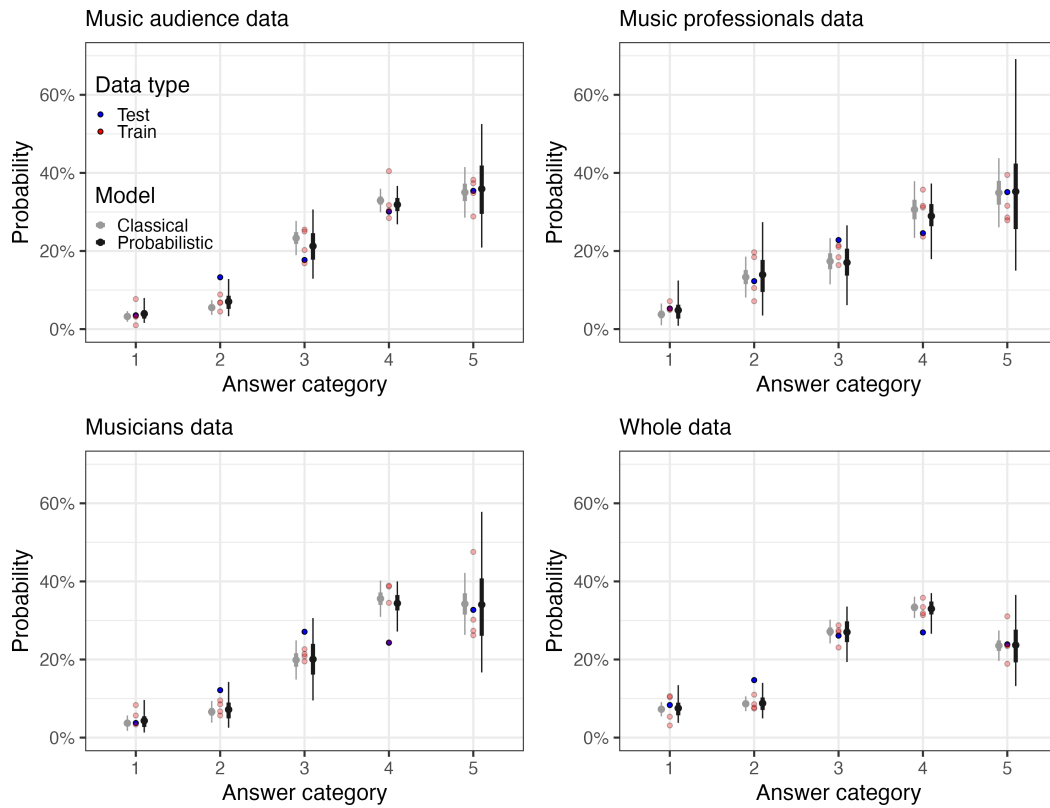 Music audience data
Probability
60%
40%
20%
0%
Data type
Test
Train
Model
Classical
Probabilistic
1 2 3 4 5
Answer category
Music professionals data
Probability
60%
40%
20%
0%
1 2 3 4 5
Answer category
Musicians data
Probability
60%
40%
20%
0%
1 2 3 4 5
Answer category
Whole data
Probability
60%
40%
20%
0%
1 2 3 4 5
Answer category